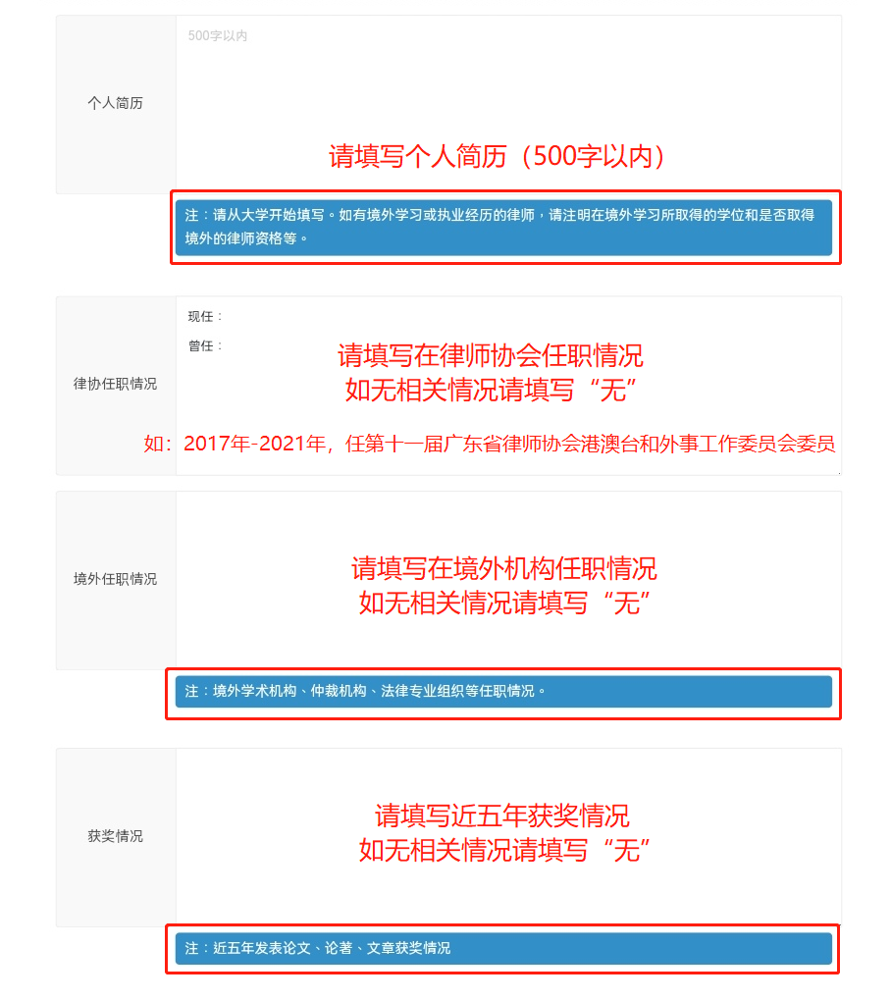 500字以内
个人简历
请填写个人简历（500字以内）
注：请从大学开始填写。如有境外学习或执业经历的律师，请注明在境外学习所取得的学位和是否取得
境外的律师资格等。
现任：
曾任：
请填写在律师协会任职情况
律协任职情况
如无相关情况请填写“无”
如：2017年-2021年，任第十一届广东省律师协会港澳台和外事工作委员会委员
请填写在境外机构任职情况
境外任职情况
如无相关情况请填写“无”
注：境外学术机构、仲裁机构、法律专业组织等任职情况。
请填写近五年获奖情况
获奖情况
如无相关情况请填写“无”
注：近五年发表论文、论著、文章获奖情况